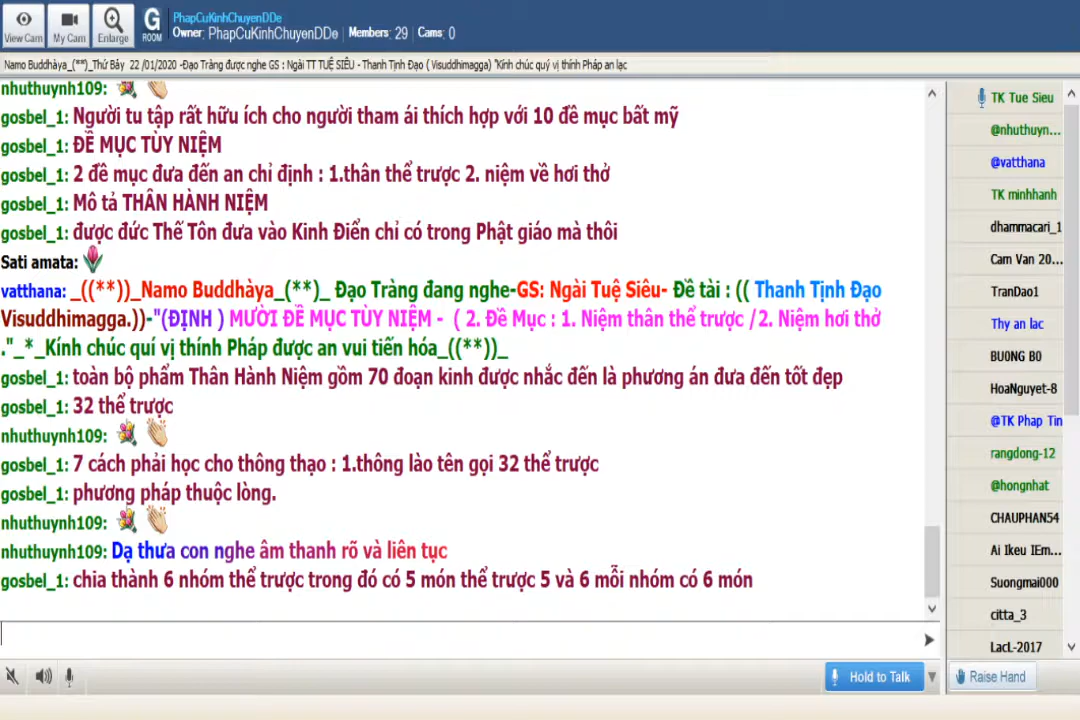 View Cam
My Cam
Enlarge
G
ROOM
PhapCuKinhChuyenDDe
Owner: PhapCuKinhChuyenDDe | Members: 29 | Cams: 0
Namo Buddhàya_(**)_Thứ Bảy 22 /01/2020 -Đạo Tràng được nghe GS : Ngài TT TUỆ SIÊU - Thanh Tịnh Đạo ( Visuddhimagga) "Kính chúc quý vị thính Pháp an lạc
nhuthuynh109:
gosbel_1: Người tu tập rất hữu ích cho người tham ái thích hợp với 10 đề mục bất mỹ
gosbel_1: ĐỀ MỤC TÙY NIỆM
gosbel_1: 2 đề mục đưa đến an chỉ định : 1.thân thể trược 2. niệm về hơi thở
gosbel_1: Mô tả THÂN HÀNH NIỆM
gosbel_1: được đức Thế Tôn đưa vào Kinh Điển chỉ có trong Phật giáo mà thôi
Sati amata:
vatthana: _((**))_Namo Buddhàya_(**)_ Đạo Tràng đang nghe-GS: Ngài Tuệ Siêu- Đề tài : (( Thanh Tịnh Đạo
Visuddhimagga.))-"(ĐỊNH ) MƯỜI ĐỀ MỤC TÙY NIỆM - ( 2. Đề Mục : 1. Niệm thân thể trược /2. Niệm hơi thở
."_*_Kính chúc quí vị thính Pháp được an vui tiến hóa_((**))_
gosbel_1: toàn bộ phẩm Thân Hành Niệm gồm 70 đoạn kinh được nhắc đến là phương án đưa đến tốt đẹp
gosbel_1: 32 thể trược
nhuthuynh109:
gosbel_1: 7 cách phải học cho thông thạo : 1.thông lào tên gọi 32 thể trược
gosbel_1: phương pháp thuộc lòng.
nhuthuynh109:
nhuthuynh109: Dạ thưa con nghe âm thanh rõ và liên tục
gosbel_1: chia thành 6 nhóm thể trược trong đó có 5 món thể trược 5 và 6 mỗi nhóm có 6 món
TK Tue Sieu
@nhuthuyn...
@vatthana
TK minhhanh
dhammacari_1
Cam Van 20...
TranDao1
Thy an lac
BU0NG B0
HoaNguyet-8
@TK Phap Tin
rangdong-12
@hongnhat
CHAUPHAN54
Ai Ikeu IEm...
Suongmai000
citta_3
LacL-2017
Hold to Talk
Raise Hand